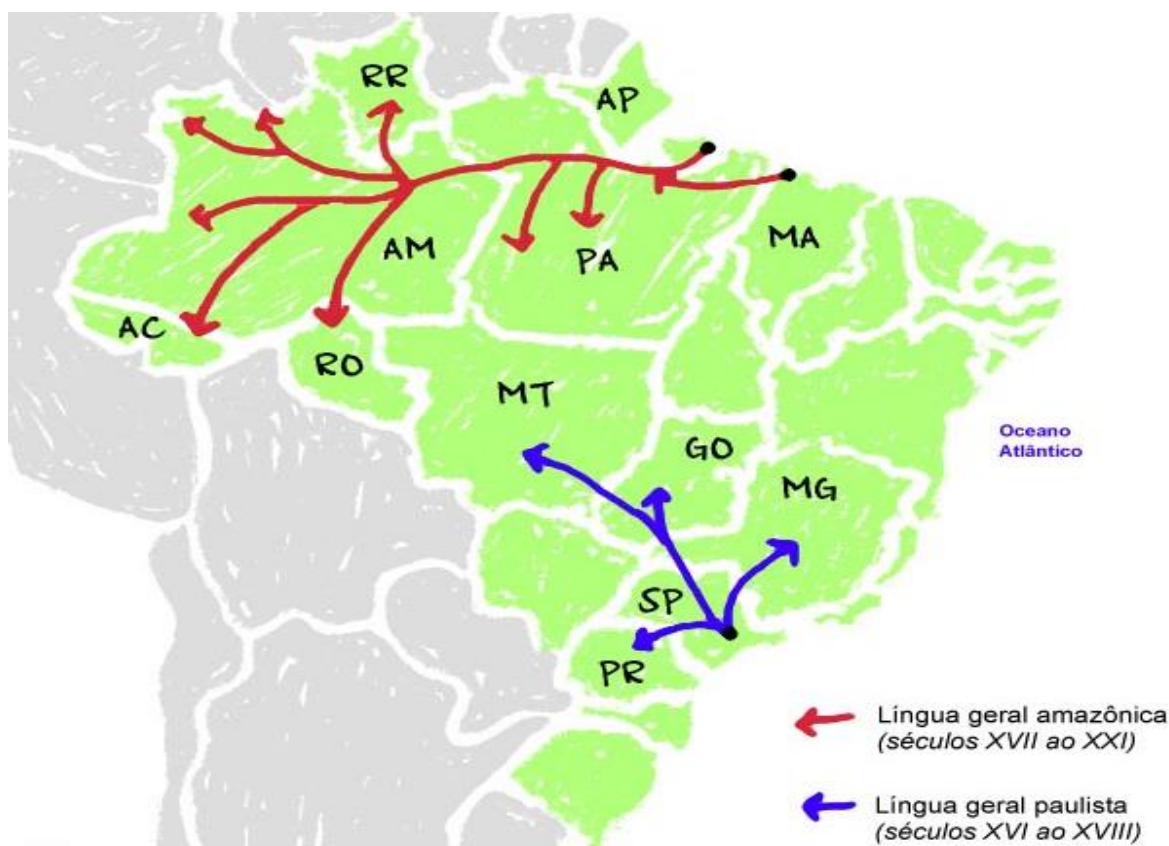 RR
AP
AM
PA
MA
AC
RO
MT
GO
MG
Oceano
Atlântico
SP
PR
Língua geral amazônica
(séculos XVII ao XXI)
Língua geral paulista
(séculos XVI ao XVIII)